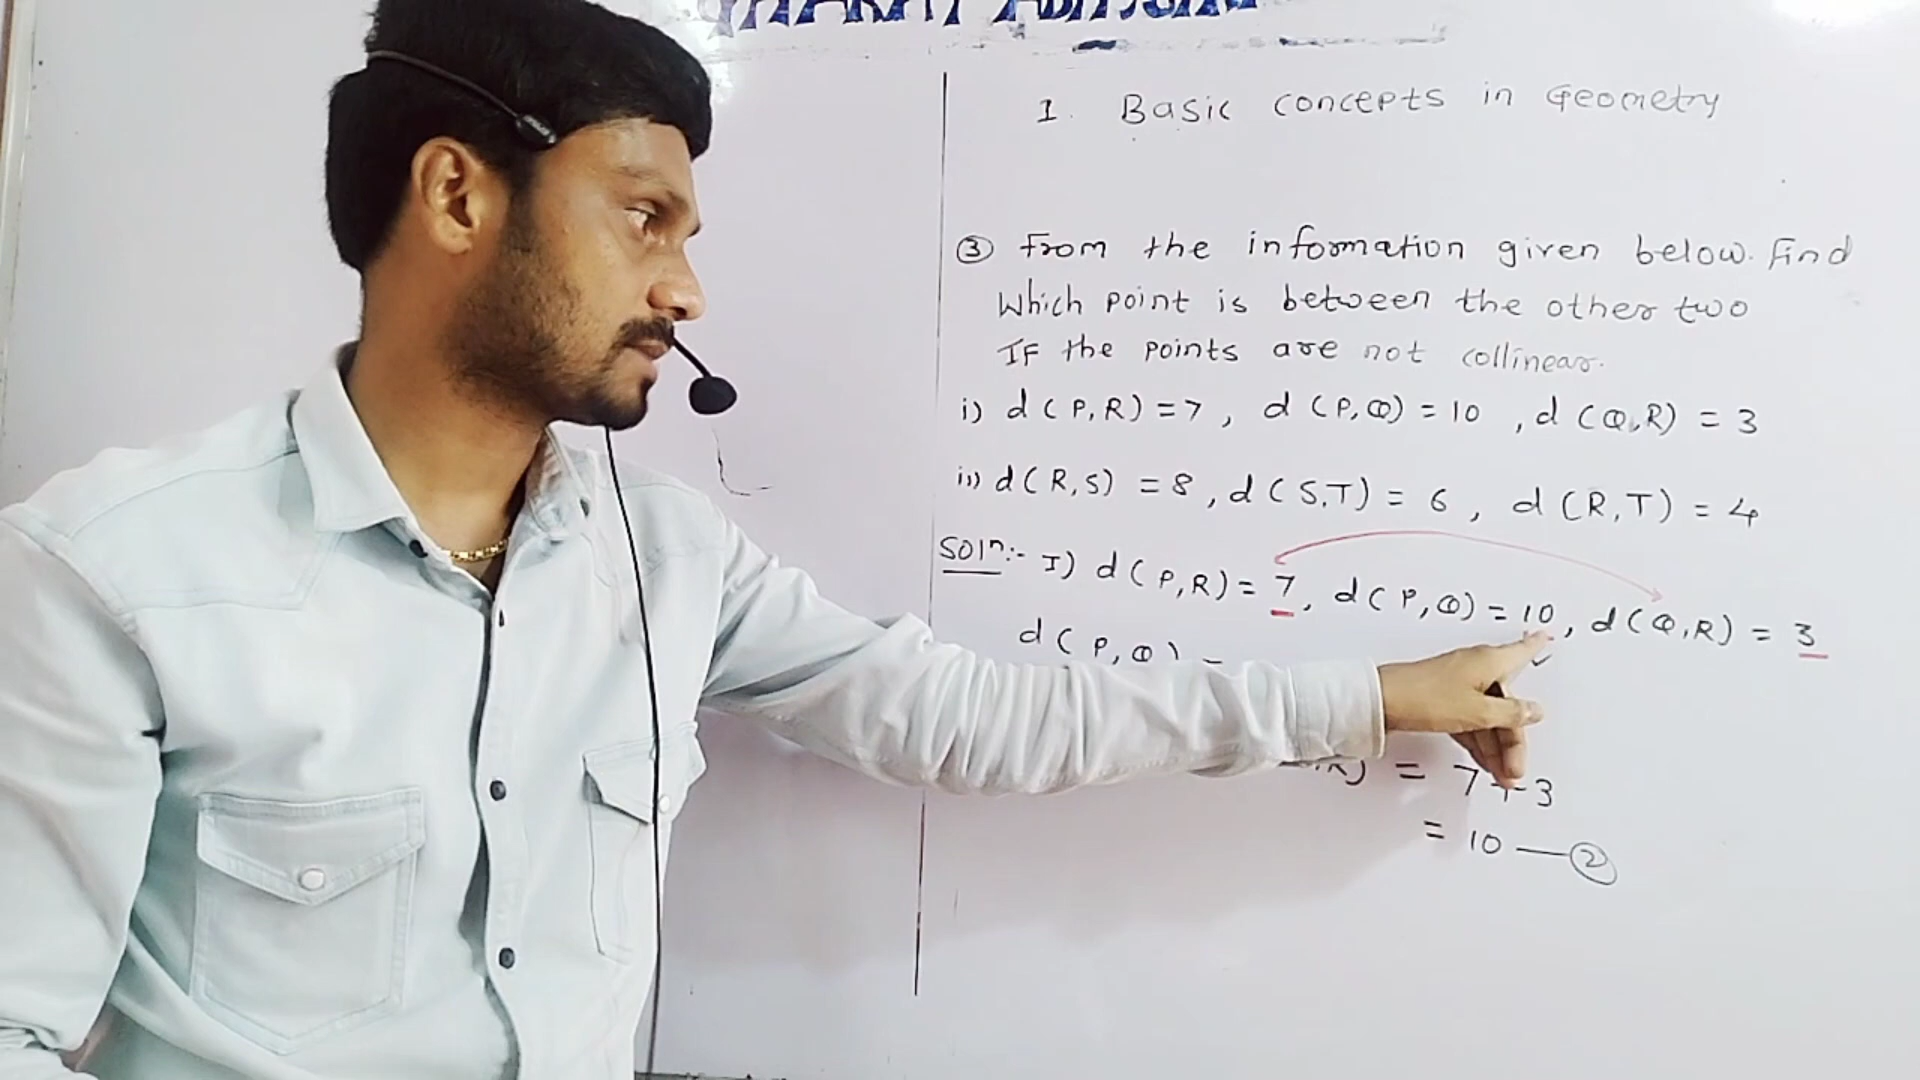 1. Basic concepts in Geometry
③ From the information given below. Find
Which point is between the other two
IF the points are not collinear.
i) d(P,R)=7, d(P,Q)=10, d(Q,R)=3
ii) d(R,S)=8, d(S,T)=6, d(R,T)=4
Solⁿ:- I) d(P,R)=7, d(P,Q)=10, d(Q,R)=3
d(P,Q) =
R) = 7+3
= 10 — ②